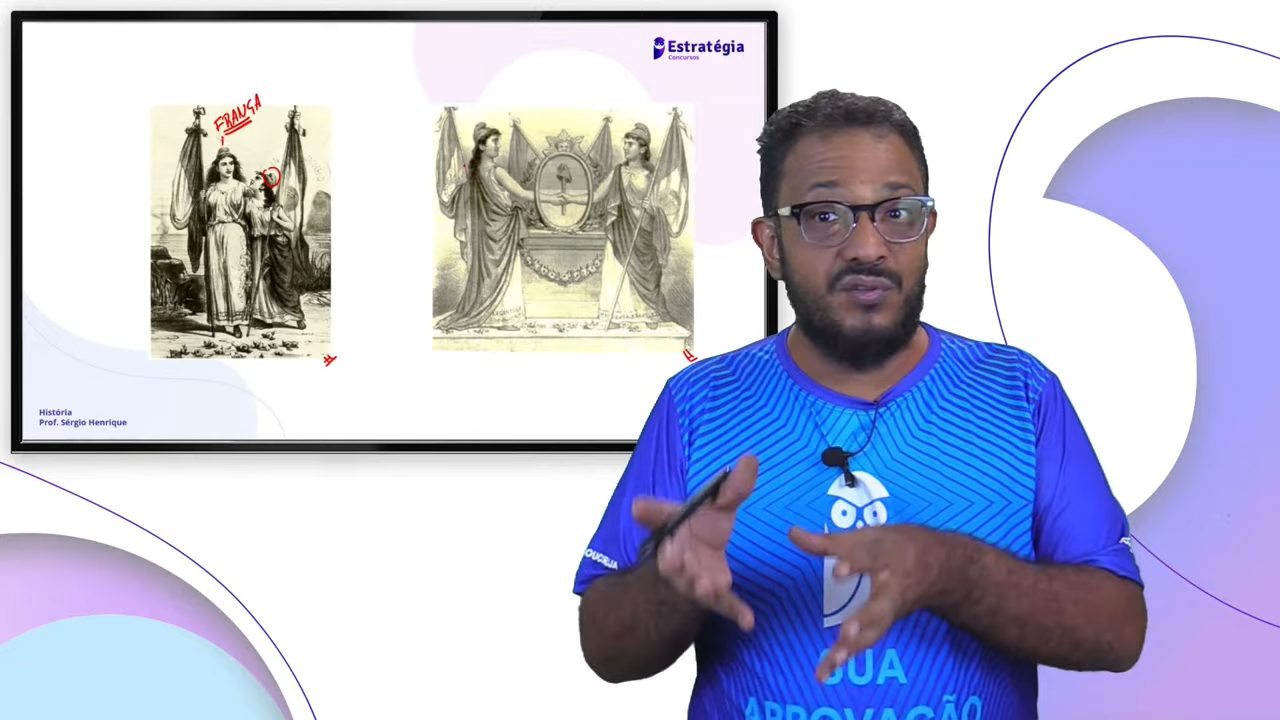 Estratégia
Concursos
FRANÇA
História
Prof. Sérgio Henrique
SUA
APROVAÇÃO